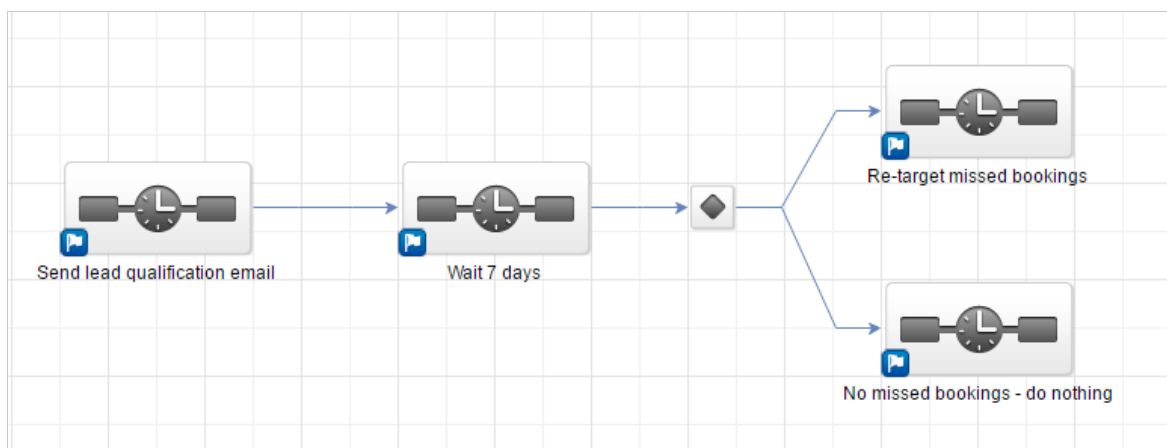 Re-target missed bookings
Send lead qualification email
Wait 7 days
No missed bookings - do nothing